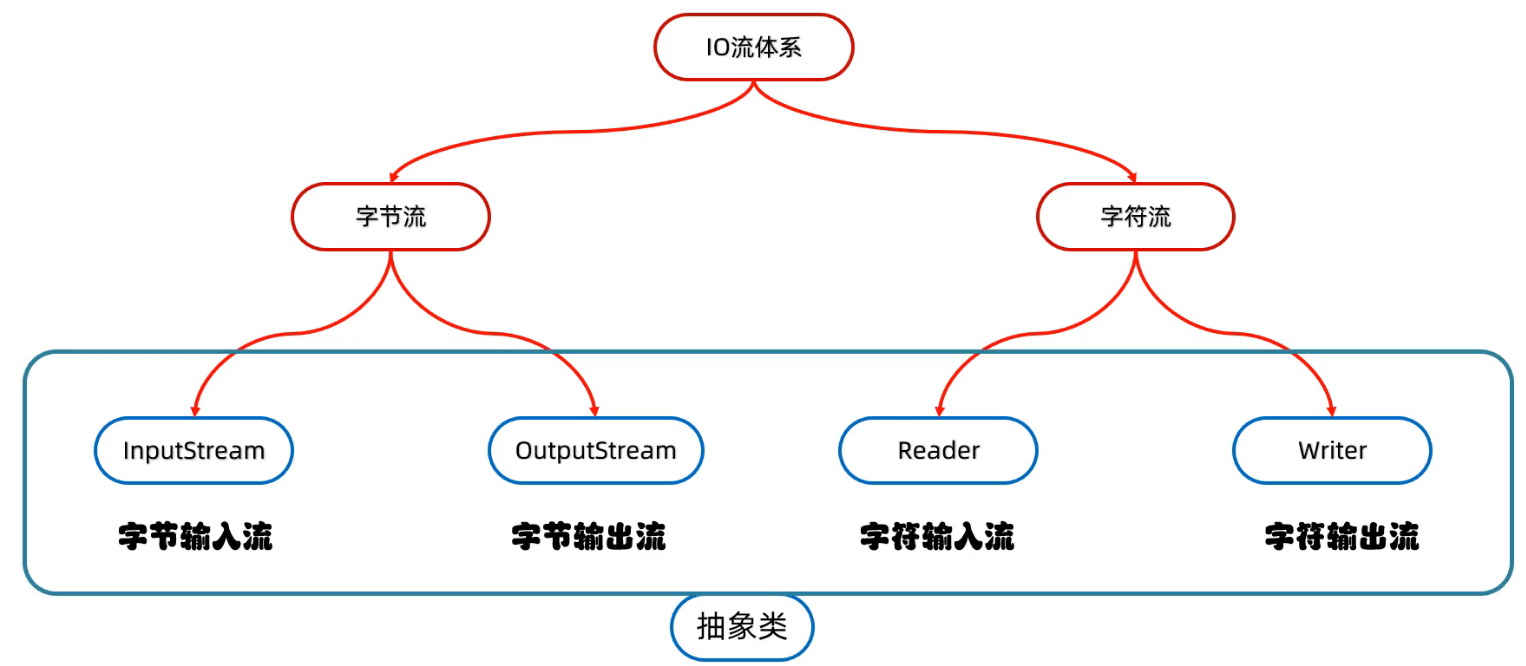 IO流体系
字节流
字符流
InputStream
OutputStream
Reader
Writer
字节输入流
字节输出流
字符输入流
字符输出流
抽象类